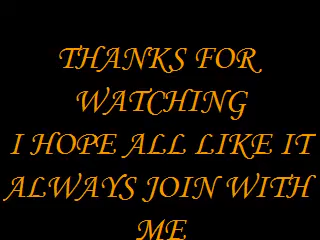 THANKS FOR
WATCHING
I HOPE ALL LIKE IT
ALWAYS JOIN WITH
ME